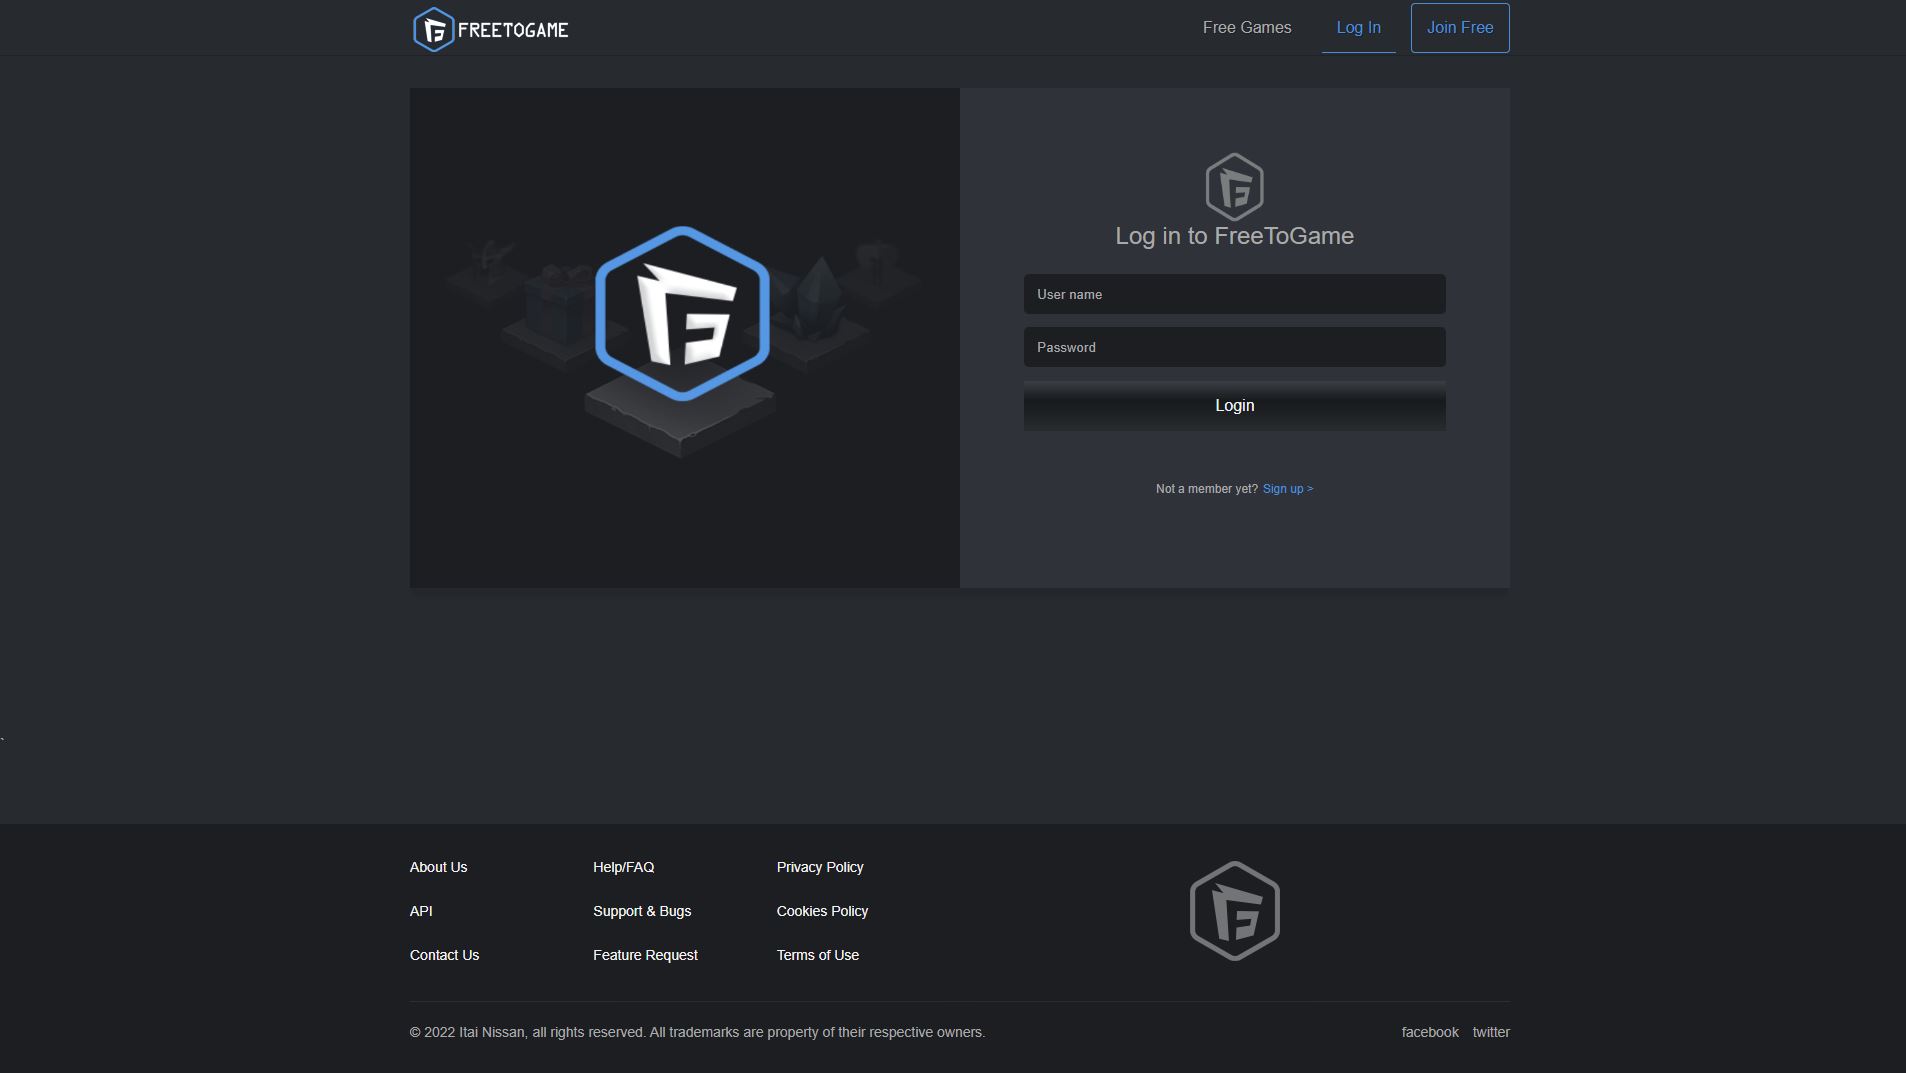 FREETOGAME
Free Games
Log In
Join Free
Log in to FreeToGame
User name
Password
Login
Not a member yet? Sign up >
`
About Us
Help/FAQ
Privacy Policy
API
Support & Bugs
Cookies Policy
Contact Us
Feature Request
Terms of Use
© 2022 Itai Nissan, all rights reserved. All trademarks are property of their respective owners.
facebook
twitter